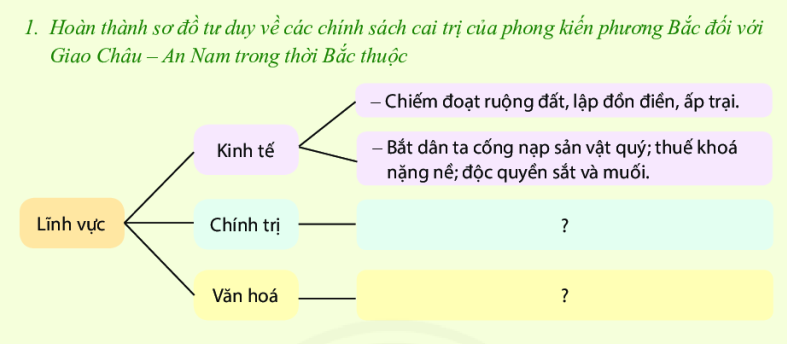 1. Hoàn thành sơ đồ tư duy về các chính sách cai trị của phong kiến phương Bắc đối với
Giao Châu – An Nam trong thời Bắc thuộc
– Chiếm đoạt ruộng đất, lập đồn điền, ấp trại.
Kinh tế
– Bắt dân ta cống nạp sản vật quý; thuế khoá
nặng nề; độc quyền sắt và muối.
Lĩnh vực
Chính trị
?
Văn hoá
?